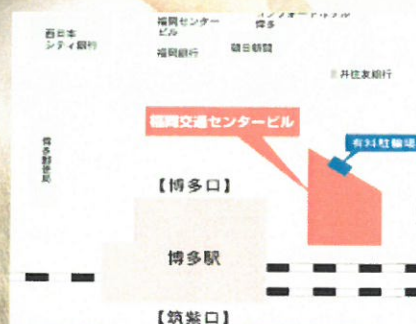 西日本
シティ銀行
福岡センター
ビル
福岡銀行
博多
朝日新聞
井住友銀行
福岡交通センタービル
有料駐輪場
博多郵便局
【博多口】
博多駅
【筑紫口】